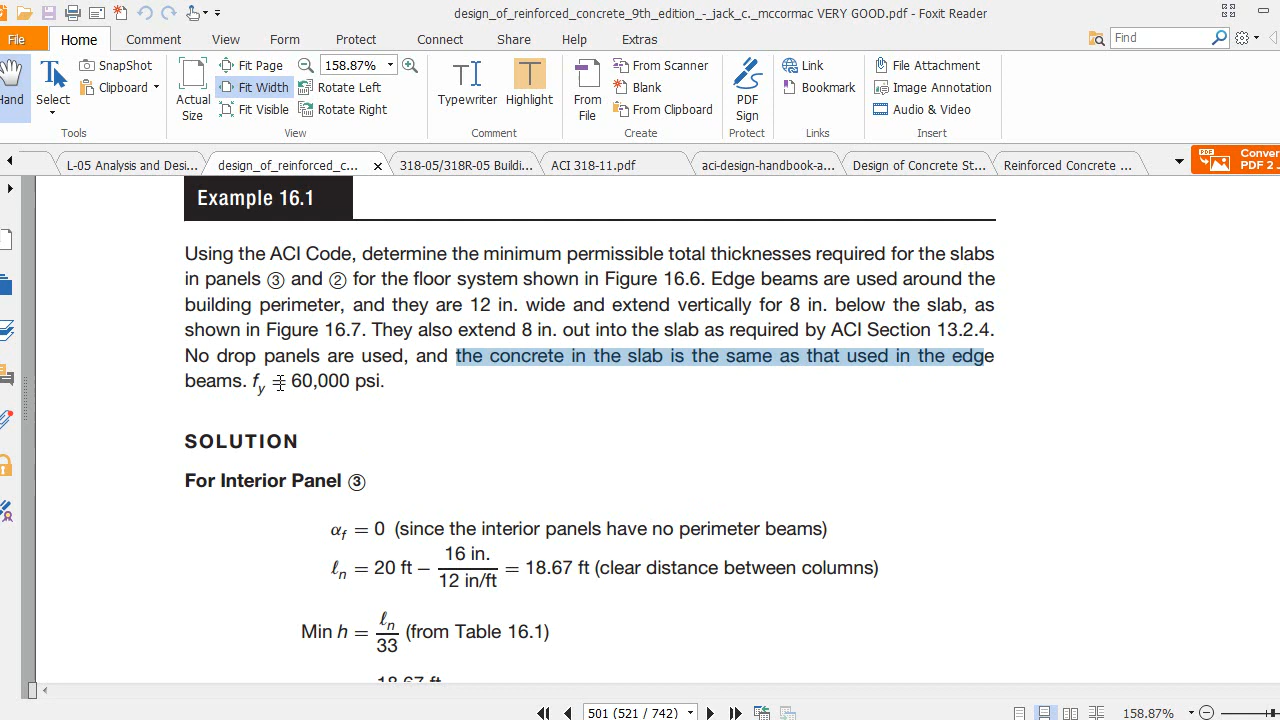 design_of_reinforced_concrete_9th_edition_-_jack_c._mccormac VERY GOOD.pdf - Foxit Reader
File Home Comment View Form Protect Connect Share Help Extras Find
Hand
Select
SnapShot
Clipboard
Tools
Actual Size
Fit Page
Fit Width
Fit Visible
158.87%
Rotate Left
Rotate Right
View
Typewriter
Highlight
Comment
From File
From Scanner
Blank
From Clipboard
Create
PDF Sign
Protect
Link
Bookmark
Links
File Attachment
Image Annotation
Audio & Video
Insert
L-05 Analysis and Desi... design_of_reinforced_c... 318-05/318R-05 Buildi... ACI 318-11.pdf aci-design-handbook-... Design of Concrete St... Reinforced Concrete ...
PDF
Conver
PDF 2
Example 16.1
Using the ACI Code, determine the minimum permissible total thicknesses required for the slabs
in panels ③ and ② for the floor system shown in Figure 16.6. Edge beams are used around the
building perimeter, and they are 12 in. wide and extend vertically for 8 in. below the slab, as
shown in Figure 16.7. They also extend 8 in. out into the slab as required by ACI Section 13.2.4.
No drop panels are used, and the concrete in the slab is the same as that used in the edge
beams. fy = 60,000 psi.
SOLUTION
For Interior Panel ③
αf = 0 (since the interior panels have no perimeter beams)
ℓn = 20 ft − 16 in. / 12 in/ft = 18.67 ft (clear distance between columns)
Min h = ℓn / 33 (from Table 16.1)
18.67 ft
501 (521 / 742) 158.87%